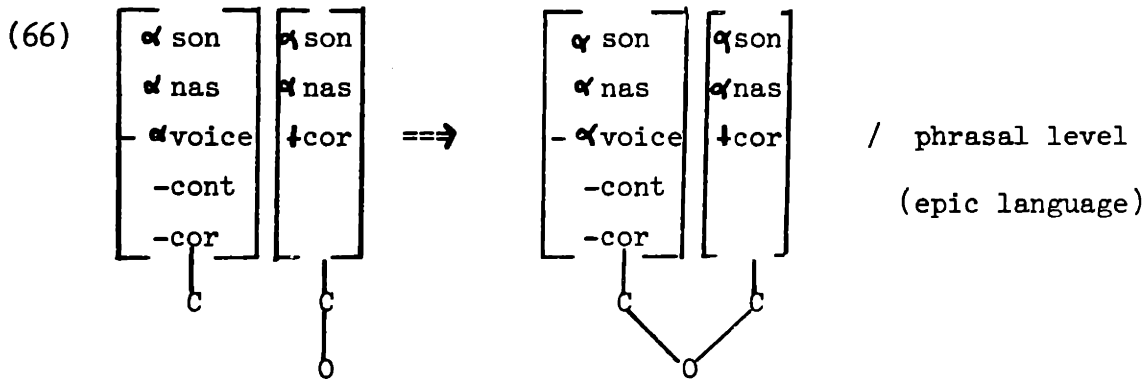 (66) α son α son α son α son
α nas α nas α nas α nas
- α voice +cor ==> - α voice +cor / phrasal level
-cont -cont (epic language)
-cor -cor
C C C C
O O